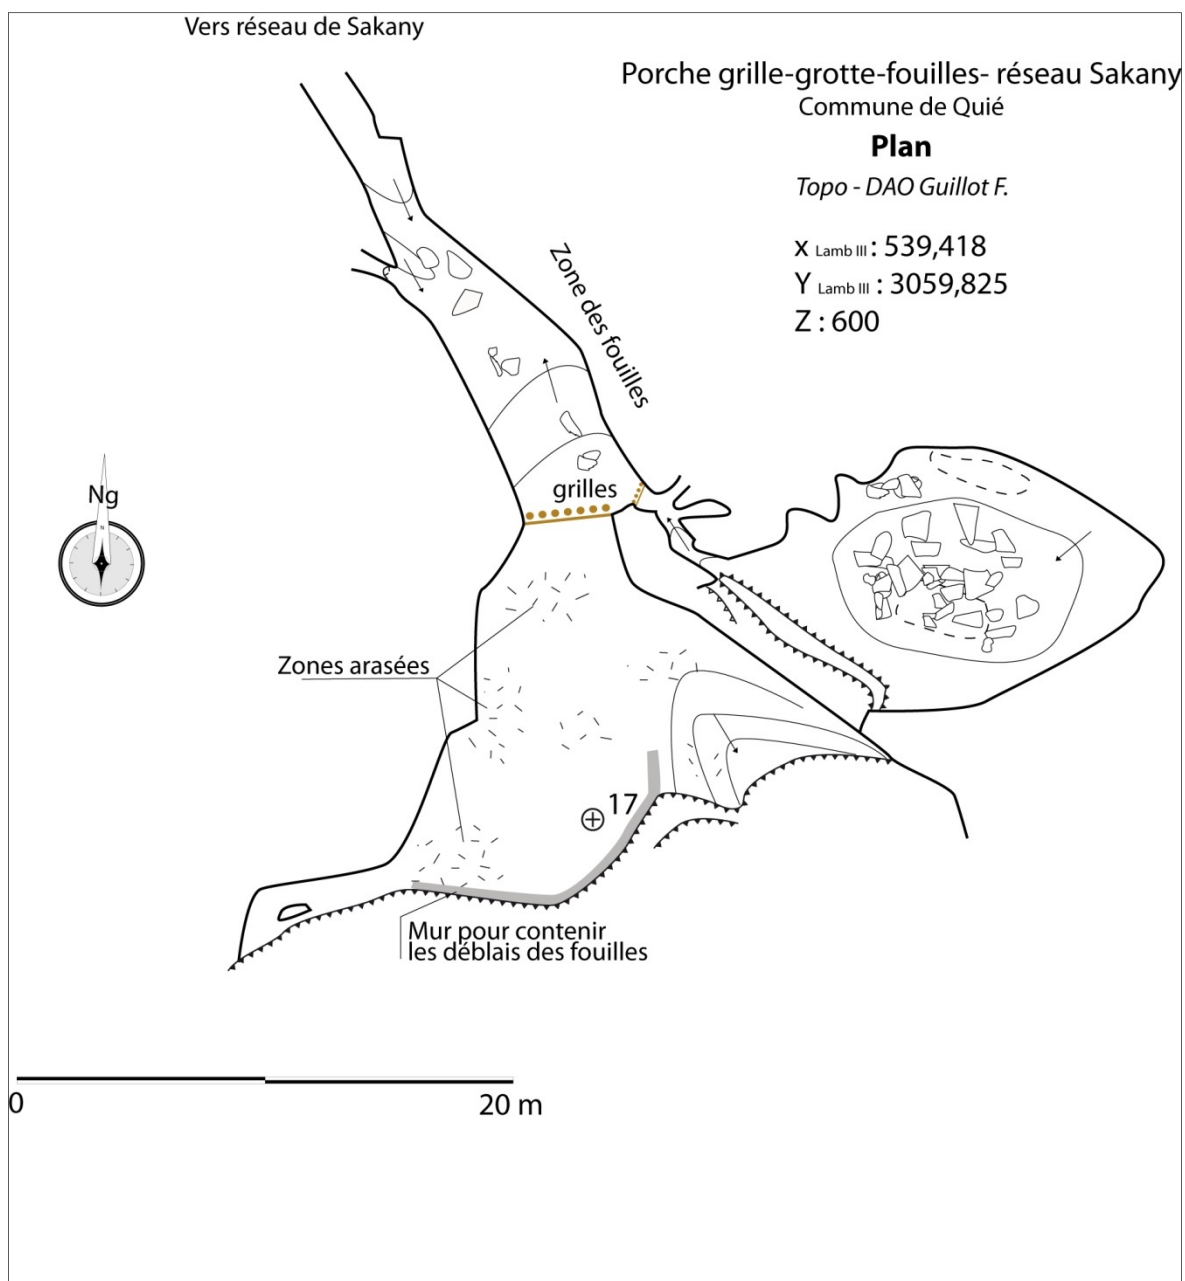 Vers réseau de Sakany
Porche grille-grotte-fouilles- réseau Sakany
Commune de Quié
Plan
Topo - DAO Guillot F.
x Lamb III : 539,418
Y Lamb III : 3059,825
Z : 600
Zone des fouilles
Ng
N
grilles
Zones arasées
17
Mur pour contenir
les déblais des fouilles
0
20 m